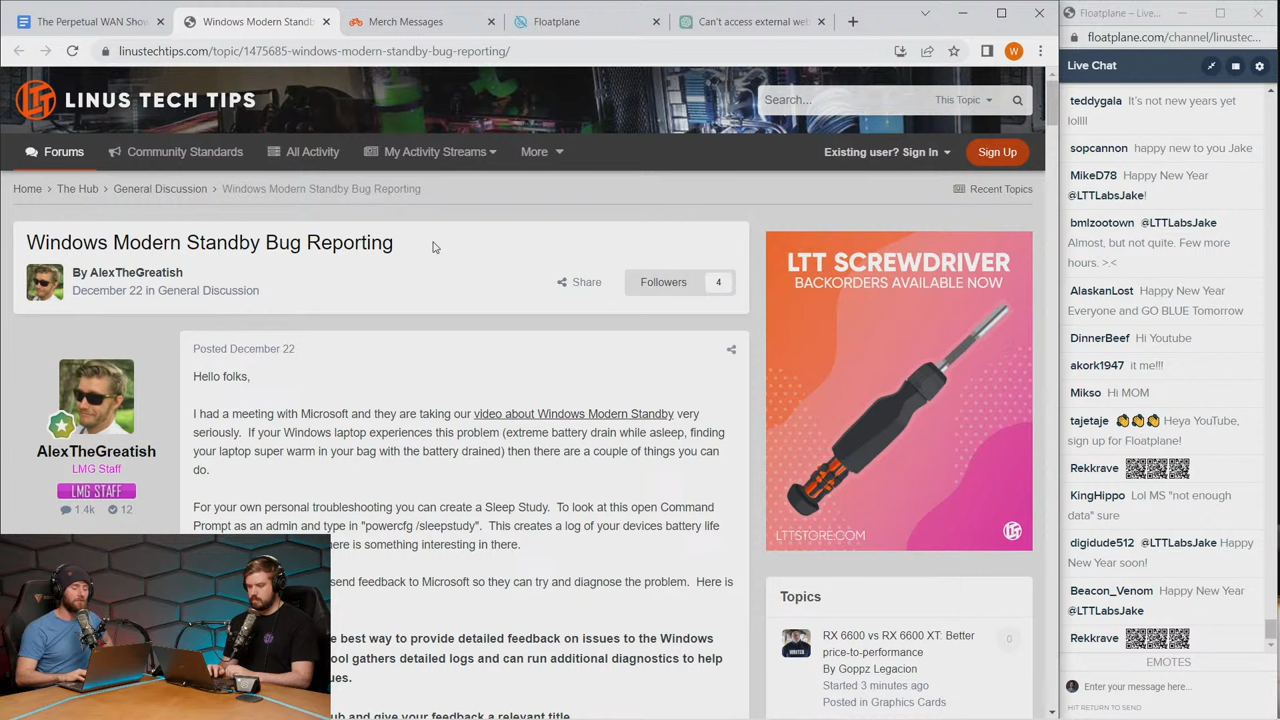 The Perpetual WAN Show
Windows Modern Standb
Merch Messages
Floatplane
Can't access external web
linustechtips.com/topic/1475685-windows-modern-standby-bug-reporting/
W
LINUS TECH TIPS
Search...
This Topic
Forums
Community Standards
All Activity
My Activity Streams
More
Existing user? Sign In
Sign Up
Home > The Hub > General Discussion > Windows Modern Standby Bug Reporting
Recent Topics
Windows Modern Standby Bug Reporting
By AlexTheGreatish
December 22 in General Discussion
Share
Followers 4
AlexTheGreatish
LMG Staff
LMG STAFF
1.4k 12
Posted December 22
Hello folks,
I had a meeting with Microsoft and they are taking our video about Windows Modern Standby very
seriously. If your Windows laptop experiences this problem (extreme battery drain while asleep, finding
your laptop super warm in your bag with the battery drained) then there are a couple of things you can
do.
For your own personal troubleshooting you can create a Sleep Study. To look at this open Command
Prompt as an admin and type in "powercfg /sleepstudy". This creates a log of your devices battery life
here is something interesting in there.
send feedback to Microsoft so they can try and diagnose the problem. Here is
e best way to provide detailed feedback on issues to the Windows
ool gathers detailed logs and can run additional diagnostics to help
ues.
ub and give your feedback a relevant title
LTT SCREWDRIVER
BACKORDERS AVAILABLE NOW
LTTSTORE.COM
Topics
RX 6600 vs RX 6600 XT: Better
price-to-performance
0
By Goppz Legacion
Started 3 minutes ago
Posted in Graphics Cards
Floatplane – Live...
floatplane.com/channel/linustec...
Live Chat
teddygala It's not new years yet
lollll
sopcannon happy new to you Jake
MikeD78 Happy New Year
@LTTLabsJake!
bmlzootown @LTTLabsJake
Almost, but not quite. Few more
hours. >.<
AlaskanLost Happy New Year
Everyone and GO BLUE Tomorrow
DinnerBeef Hi Youtube
akork1947 it me!!!
Mikso Hi MOM
tajetaje 👏👏👏 Heya YouTube,
sign up for Floatplane!
Rekkrave
KingHippo Lol MS "not enough
data" sure
digidude512 @LTTLabsJake Happy
New Year soon!
Beacon_Venom Happy New Year
@LTTLabsJake
Rekkrave
EMOTES
Enter your message here...
HIT RETURN TO SEND